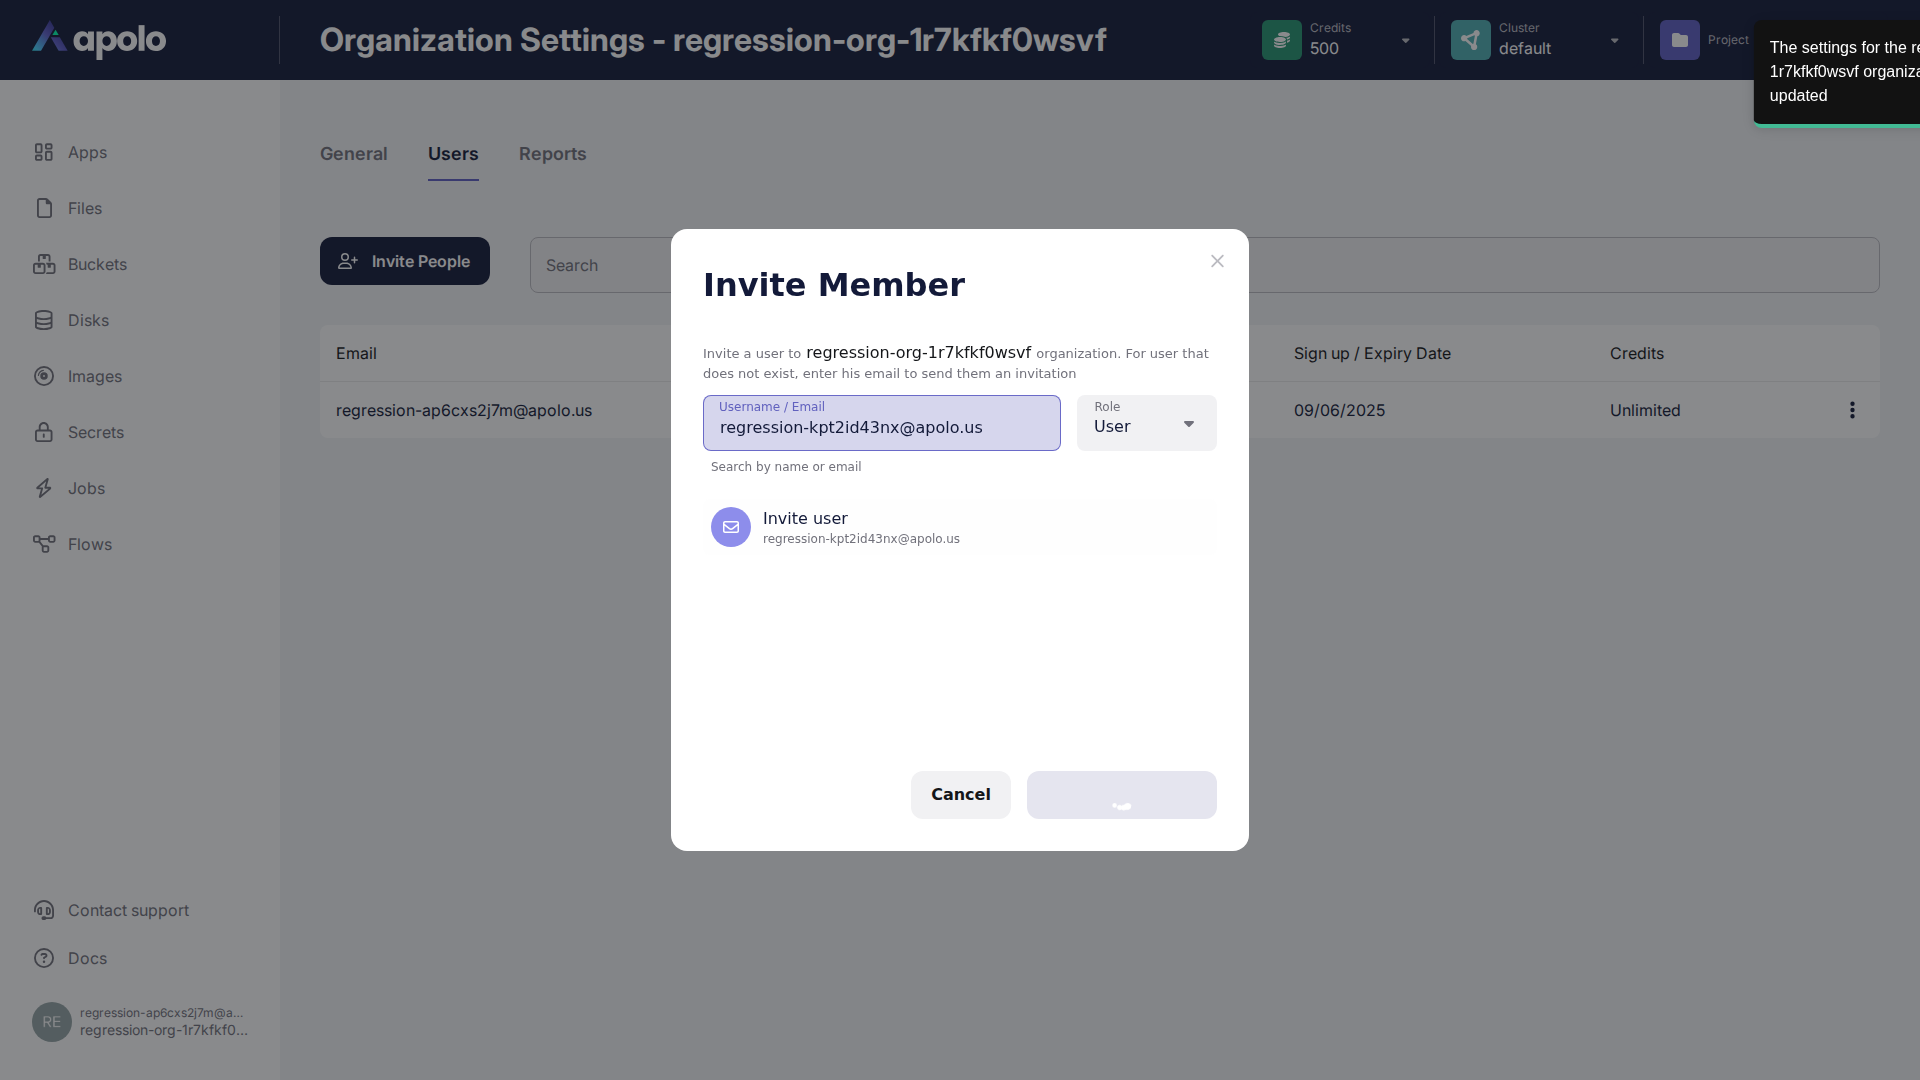 apolo
Organization Settings - regression-org-1r7kfkf0wsvf
Credits
500
Cluster
default
Project
The settings for the
1r7kfkf0wsvf
updated
Apps
Files
Buckets
Disks
Images
Secrets
Jobs
Flows
General
Users
Reports
Invite People
Search
Email
Sign up / Expiry Date
Credits
regression-ap6cxs2j7m@apolo.us
09/06/2025
Unlimited
Invite Member
Invite a user to regression-org-1r7kfkf0wsvf organization. For user that
does not exist, enter his email to send them an invitation
Username / Email
regression-kpt2id43nx@apolo.us
Role
User
Search by name or email
Invite user
regression-kpt2id43nx@apolo.us
Cancel
Contact support
Docs
RE
regression-ap6cxs2j7m@a...
regression-org-1r7kfkf0...